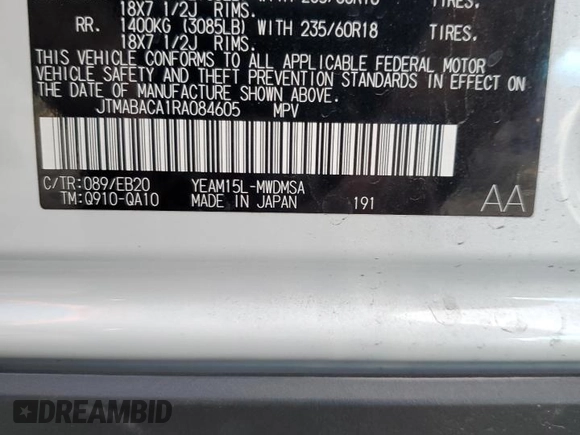 18X7 1/2J RIMS.
RR. 1400KG (3085LB) WITH 235/60R18 TIRES.
18X7 1/2J RIMS.
THIS VEHICLE CONFORMS TO ALL APPLICABLE FEDERAL MOTOR
VEHICLE SAFETY AND THEFT PREVENTION STANDARDS IN EFFECT ON
THE DATE OF MANUFACTURE SHOWN ABOVE.
JTMABACA1RA084605 MPV
C/TR:089/EB20 YEAM15L-MWDMSA AA
TM:Q910-QA10 MADE IN JAPAN 191
DREAMBID